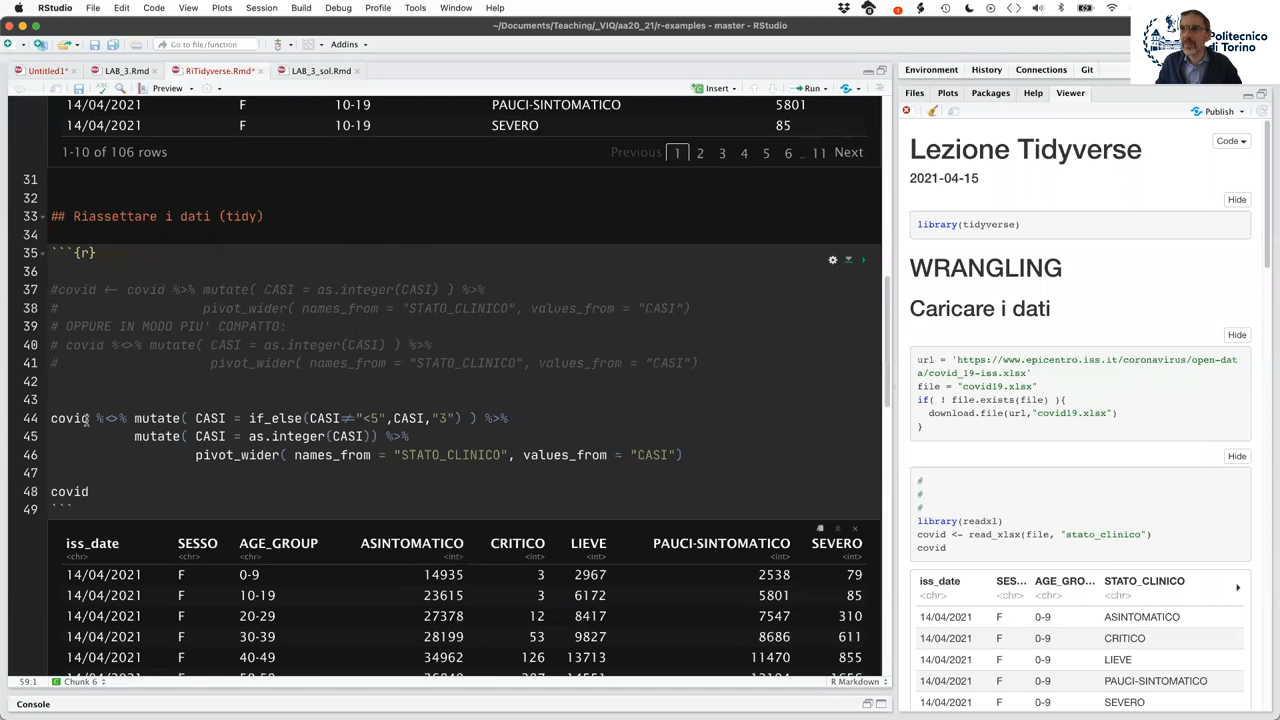 RStudio File Edit Code View Plots Session Build Debug Profile Tools Window Help
~/Documents/Teaching/_VIQ/aa20_21/r-examples - master - RStudio
Go to file/function Addins
Politecnico
di Torino
Untitled1* LAB_3.Rmd RiTidyverse.Rmd* LAB_3_sol.Rmd
Preview Insert Run
14/04/2021 F 10-19 PAUCI-SINTOMATICO 5801
14/04/2021 F 10-19 SEVERO 85
1-10 of 106 rows Previous 1 2 3 4 5 6 ... 11 Next
31
32
33 ## Riassettare i dati (tidy)
34
35 ```{r}
36
37 #covid <- covid %>% mutate( CASI = as.integer(CASI) ) %>%
38 # pivot_wider( names_from = "STATO_CLINICO", values_from = "CASI")
39 # OPPURE IN MODO PIU' COMPATTO:
40 # covid %<>% mutate( CASI = as.integer(CASI) ) %>%
41 # pivot_wider( names_from = "STATO_CLINICO", values_from = "CASI")
42
43
44 covid %<>% mutate( CASI = if_else(CASI!="<5",CASI,"3") ) %>%
45 mutate( CASI = as.integer(CASI)) %>%
46 pivot_wider( names_from = "STATO_CLINICO", values_from = "CASI")
47
48 covid
49 ```
iss_date SESSO AGE_GROUP ASINTOMATICO CRITICO LIEVE PAUCI-SINTOMATICO SEVERO
<chr> <chr> <chr> <int> <int> <int> <int> <int>
14/04/2021 F 0-9 14935 3 2967 2538 79
14/04/2021 F 10-19 23615 3 6172 5801 85
14/04/2021 F 20-29 27378 12 8417 7547 310
14/04/2021 F 30-39 28199 53 9827 8686 611
14/04/2021 F 40-49 34962 126 13713 11470 855
59:1 Chunk 6 R Markdown
Console
Environment History Connections Git
Files Plots Packages Help Viewer
Publish
Lezione Tidyverse
Code
2021-04-15
Hide
library(tidyverse)
WRANGLING
Caricare i dati
Hide
url = 'https://www.epicentro.iss.it/coronavirus/open-dat
a/covid_19-iss.xlsx'
file = "covid19.xlsx"
if( ! file.exists(file) ){
download.file(url,"covid19.xlsx")
}
Hide
#
#
#
library(readxl)
covid <- read_xlsx(file, "stato_clinico")
covid
iss_date SES... AGE_GRO... STATO_CLINICO
<chr> <chr> <chr> <chr>
14/04/2021 F 0-9 ASINTOMATICO
14/04/2021 F 0-9 CRITICO
14/04/2021 F 0-9 LIEVE
14/04/2021 F 0-9 PAUCI-SINTOMATICO
14/04/2021 F 0-9 SEVERO